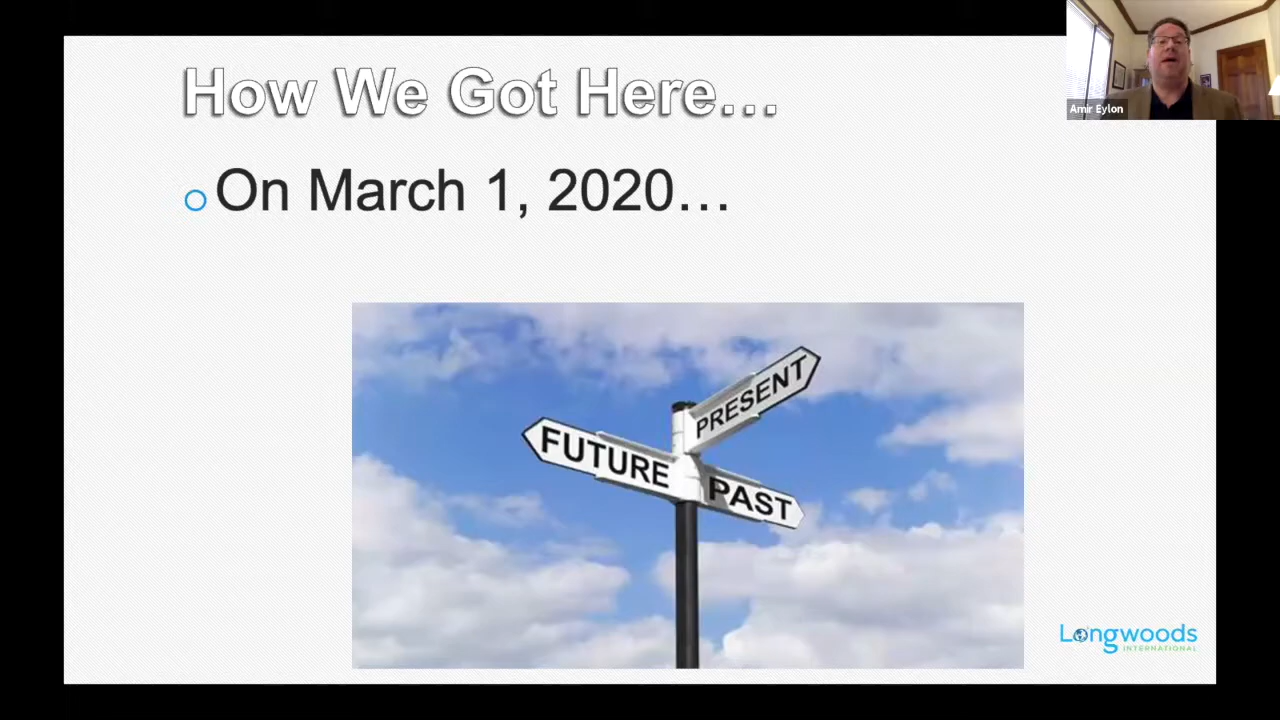 How We Got Here...
On March 1, 2020...
PRESENT
FUTURE
PAST
Longwoods
INTERNATIONAL
Amir Eylon